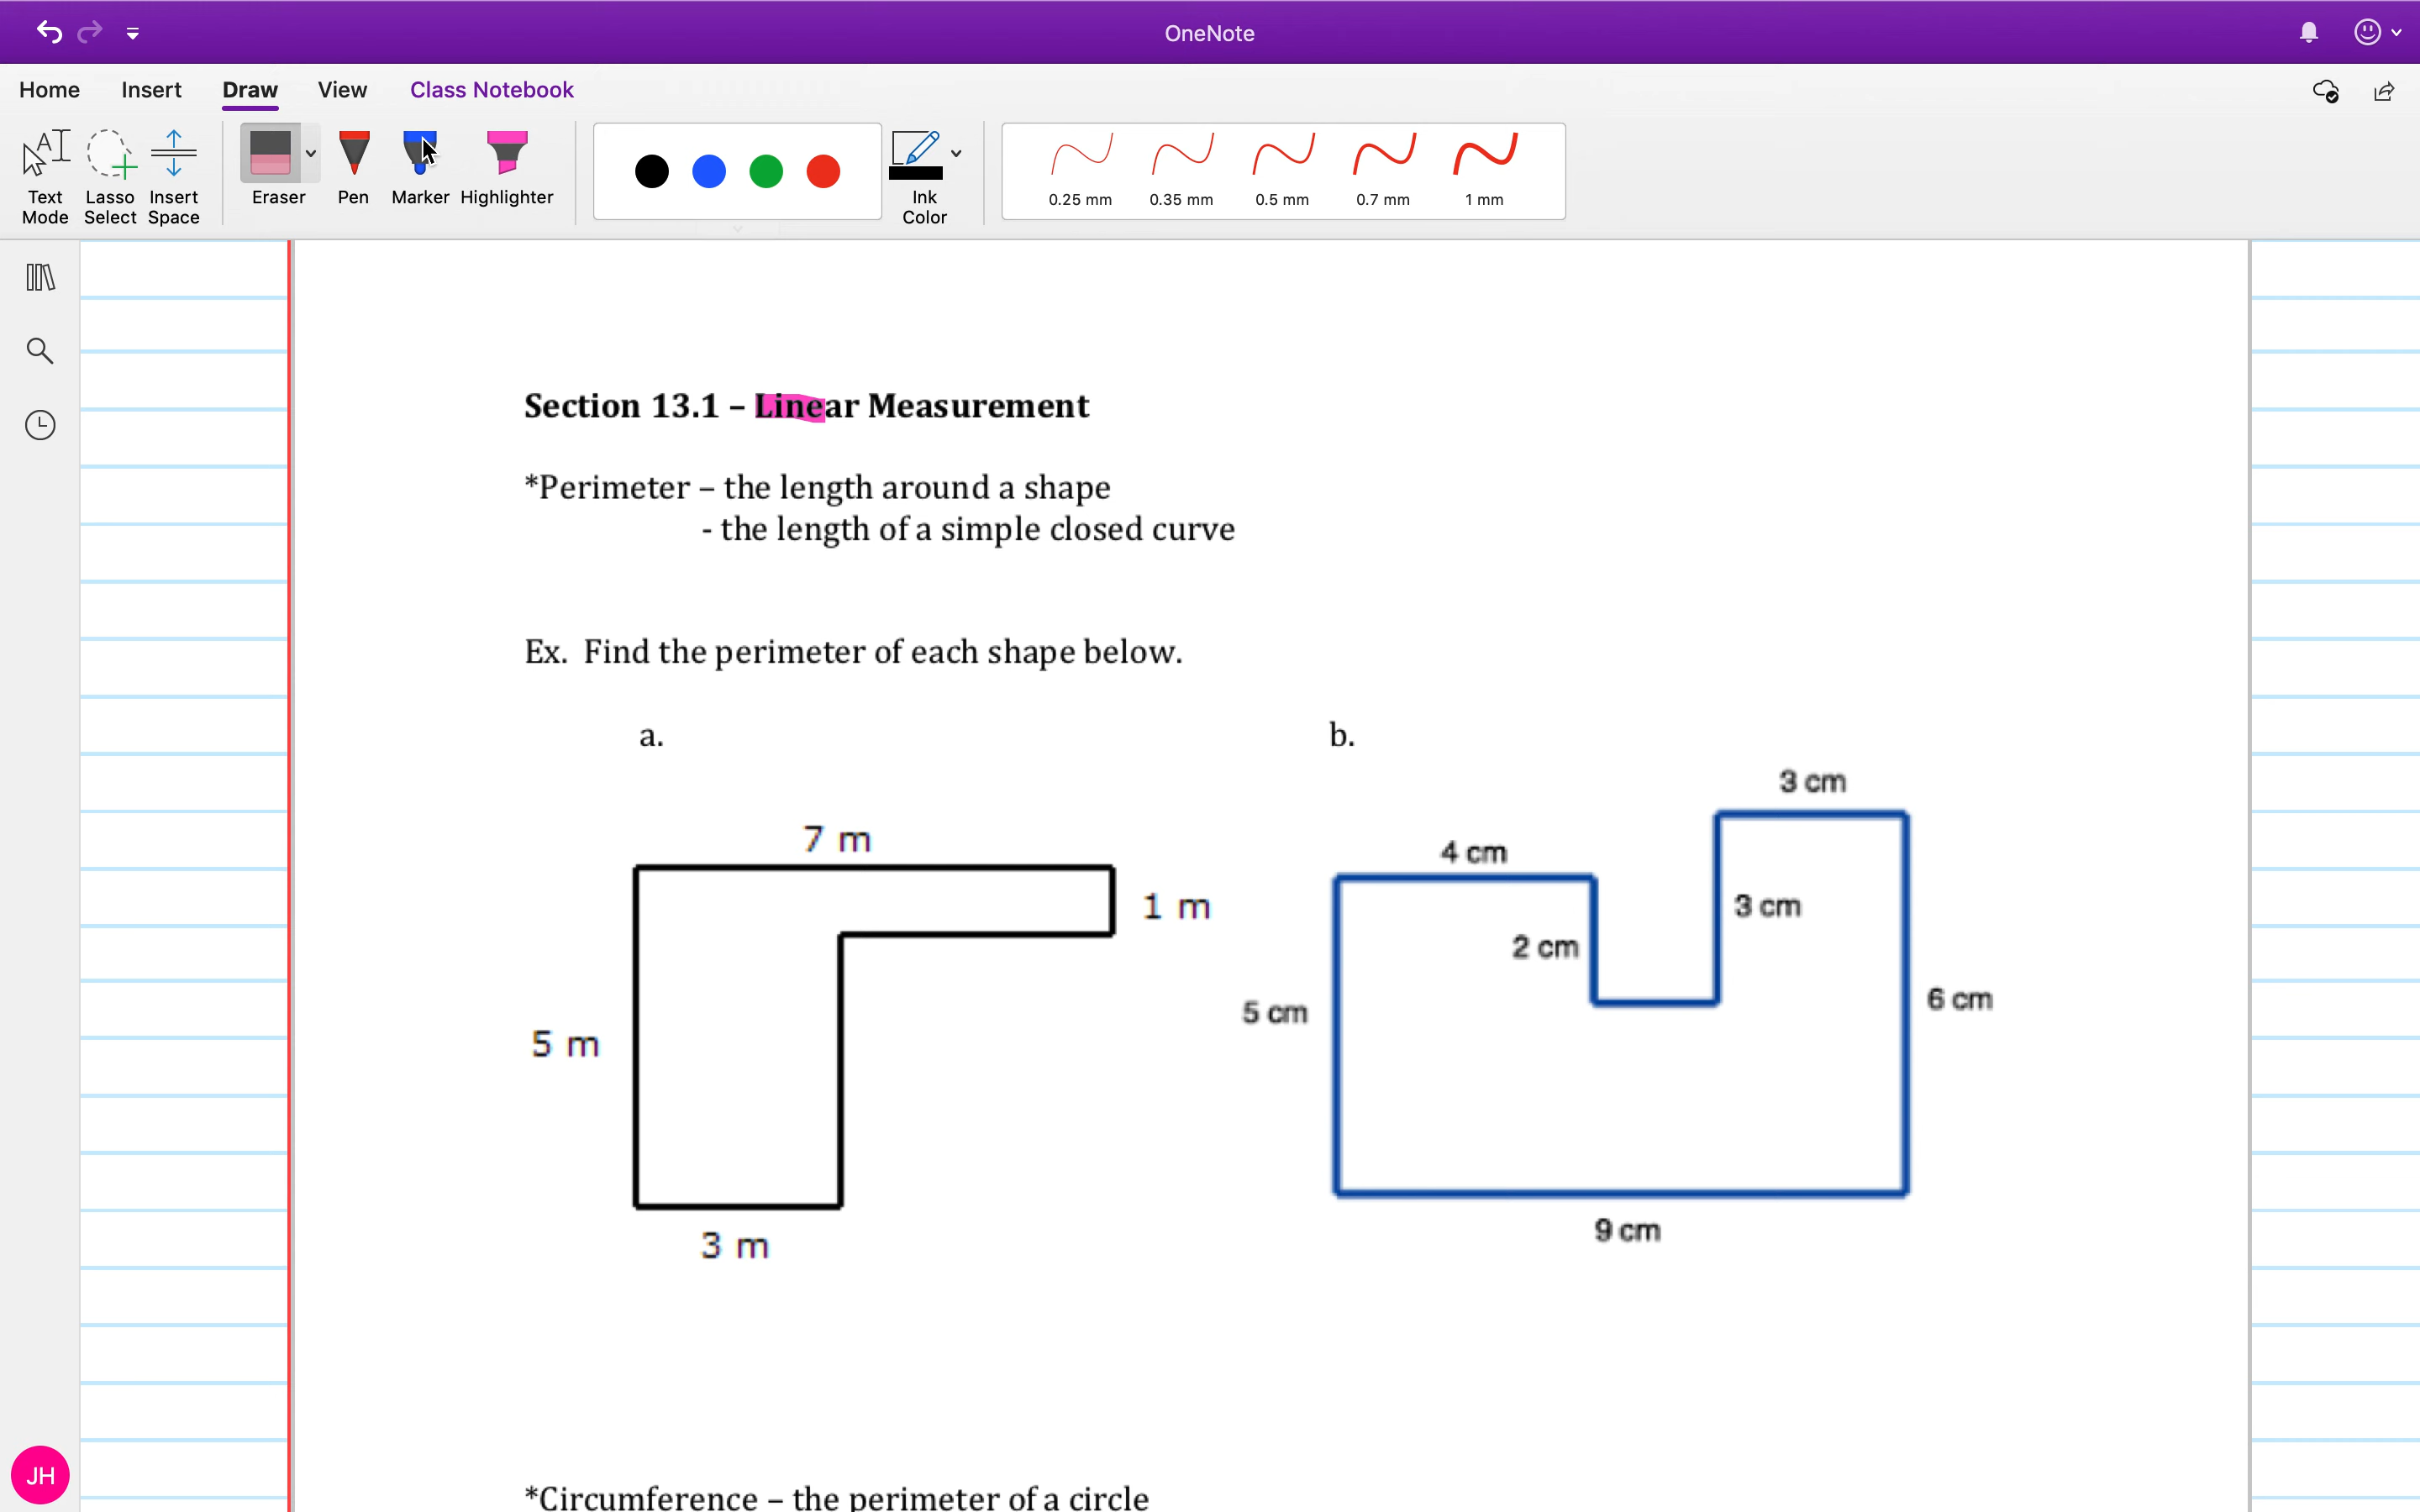 OneNote
Home Insert Draw View Class Notebook
Text Mode
Lasso Select
Insert Space
Eraser
Pen
Marker
Highlighter
Ink Color
0.25 mm
0.35 mm
0.5 mm
0.7 mm
1 mm
Section 13.1 – Linear Measurement
*Perimeter – the length around a shape
- the length of a simple closed curve
Ex. Find the perimeter of each shape below.
a.
7 m
1 m
5 m
3 m
b.
3 cm
4 cm
3 cm
2 cm
5 cm
6 cm
9 cm
*Circumference – the perimeter of a circle
JH